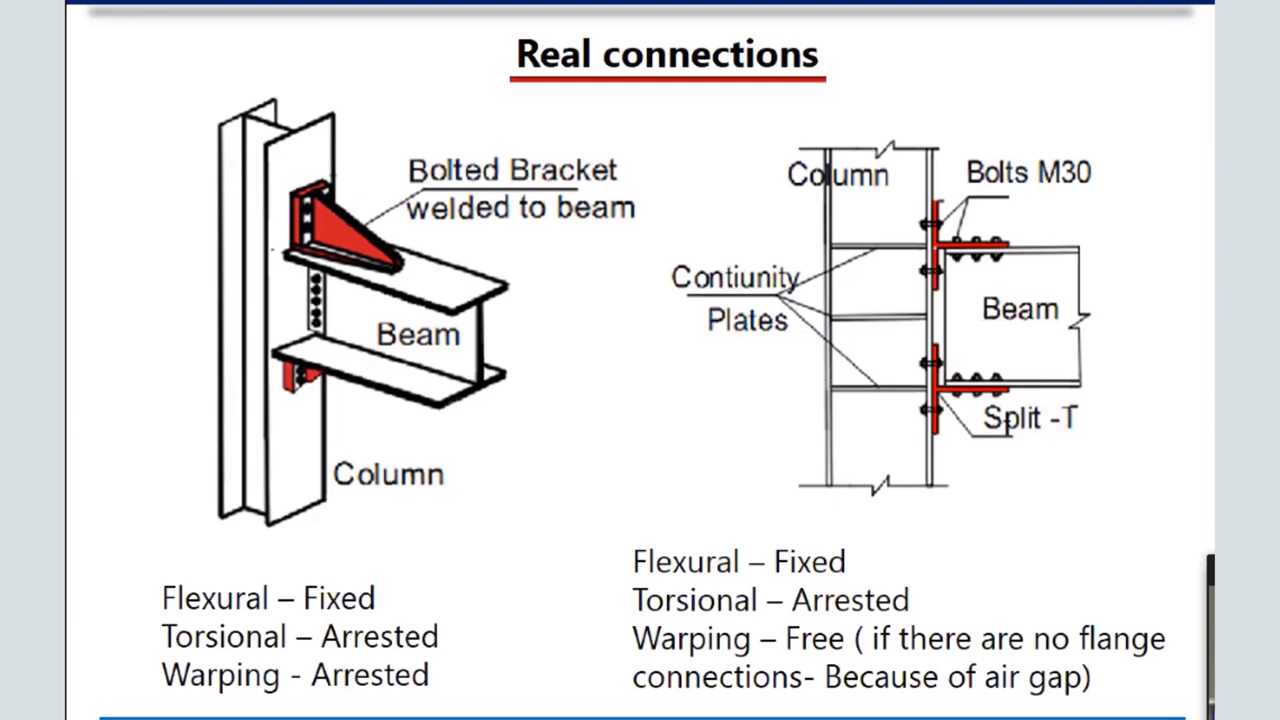 Real connections
Bolted Bracket
welded to beam
Beam
Column
Column
Bolts M30
Contiunity
Plates
Beam
Split -T
Flexural – Fixed
Torsional – Arrested
Warping - Arrested
Flexural – Fixed
Torsional – Arrested
Warping – Free ( if there are no flange
connections- Because of air gap)